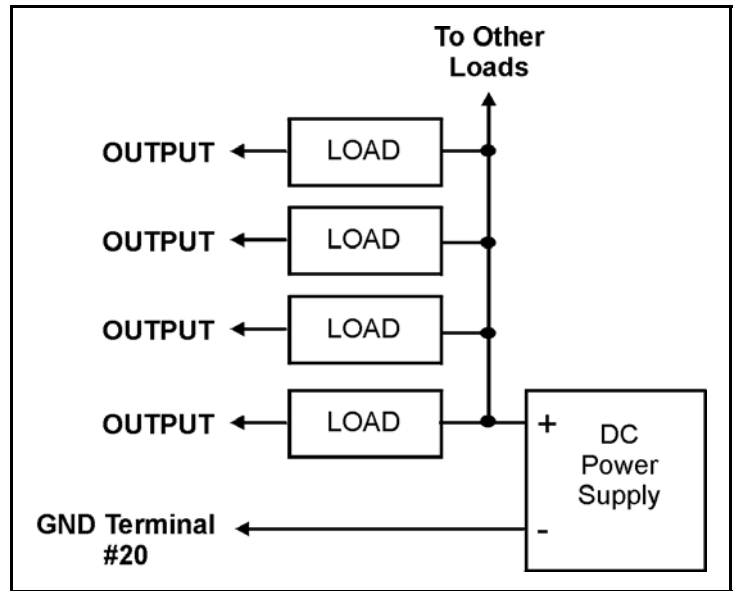 To Other
Loads
OUTPUT
LOAD
OUTPUT
LOAD
OUTPUT
LOAD
OUTPUT
LOAD
+
DC
Power
Supply
-
GND Terminal
#20